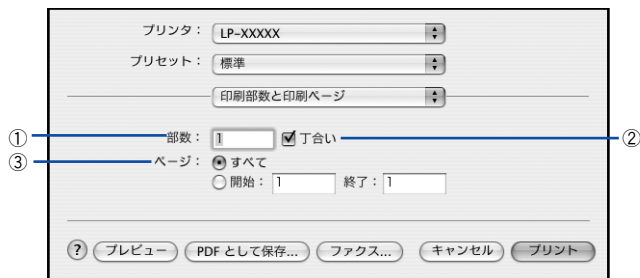 プリンタ： LP-XXXXX
プリセット： 標準
印刷部数と印刷ページ
① 部数： 1 丁合い ②
③ ページ： すべて
開始： 1 終了： 1
? プレビュー PDF として保存... ファクス... キャンセル プリント